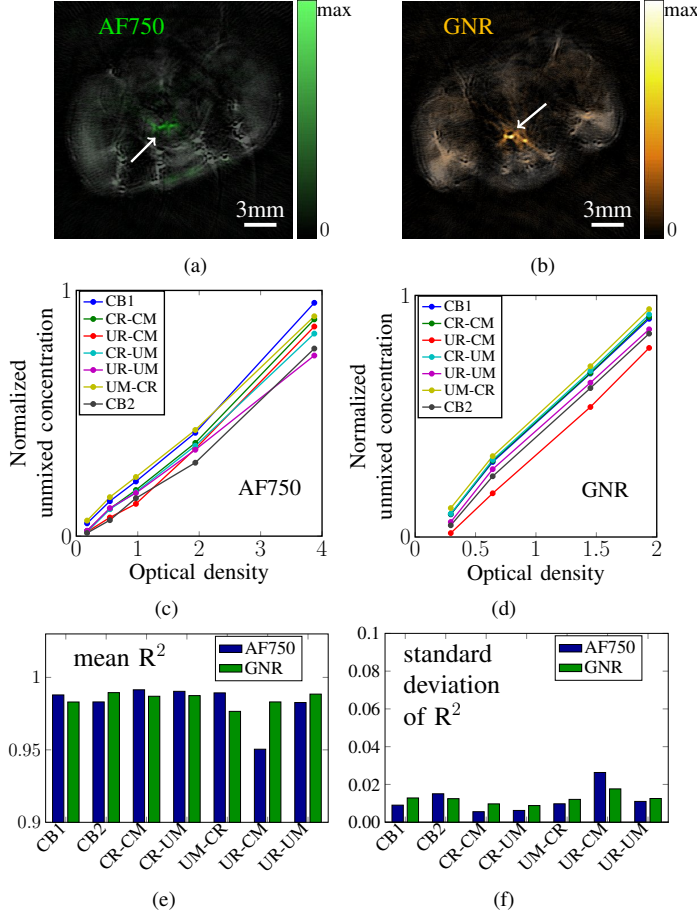 AF750
max
0
3mm
(a)
GNR
max
0
3mm
(b)
Normalized
unmixed concentration
1
0
CB1
CR-CM
UR-CM
CR-UM
UR-UM
UM-CR
CB2
AF750
0 1 2 3 4
Optical density
(c)
Normalized
unmixed concentration
1
0
CB1
CR-CM
UR-CM
CR-UM
UR-UM
UM-CR
CB2
GNR
0 0.5 1 1.5 2
Optical density
(d)
mean R²
AF750
GNR
1
0.95
0.9
CB1 CB2 CR-CM CR-UM UM-CR UR-CM UR-UM
(e)
standard
deviation
of R²
AF750
GNR
0.1
0.08
0.06
0.04
0.02
0.00
CB1 CB2 CR-CM CR-UM UM-CR UR-CM UR-UM
(f)